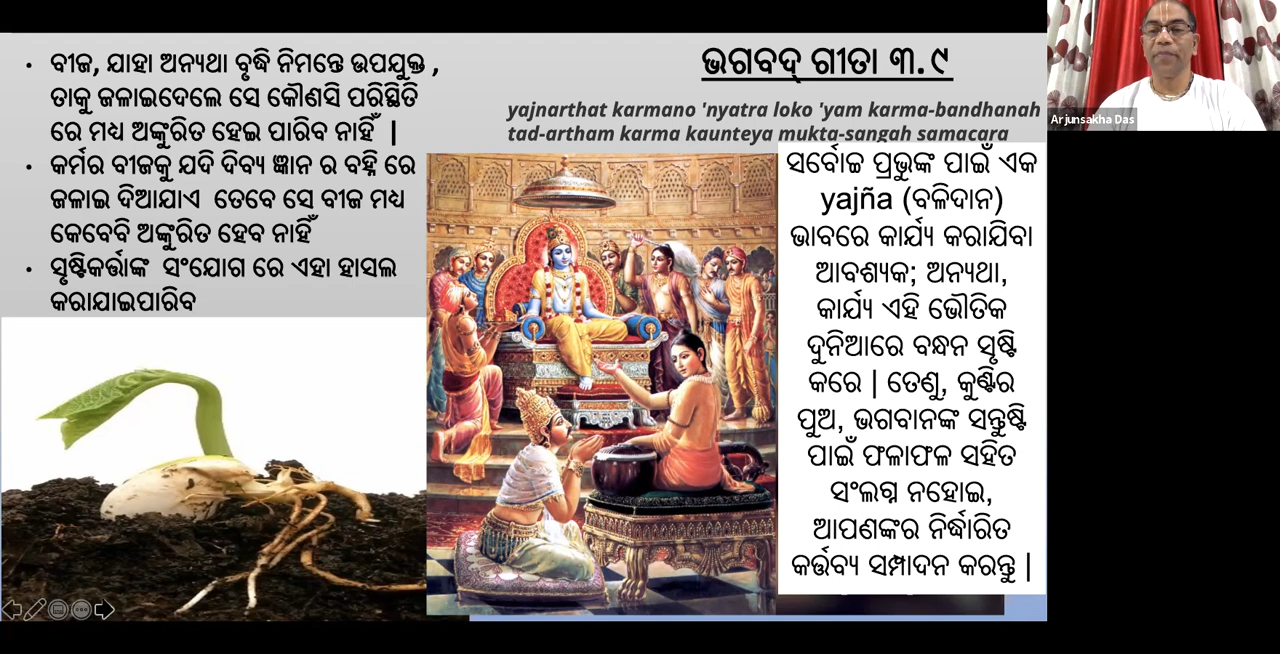 • ବୀଜ, ଯାହା ଅନ୍ୟଥା ବୃଦ୍ଧି ନିମନ୍ତେ ଉପଯୁକ୍ତ ,
ତାକୁ ଜଳାଇଦେଲେ ସେ କୌଣସି ପରିସ୍ଥିତି
ରେ ମଧ୍ୟ ଅଙ୍କୁରିତ ହେଇ ପାରିବ ନାହିଁ |
• କର୍ମର ବୀଜକୁ ଯଦି ଦିବ୍ୟ ଜ୍ଞାନ ର ବହ୍ନି ରେ
ଜଳାଇ ଦିଆଯାଏ ତେବେ ସେ ବୀଜ ମଧ୍ୟ
କେବେବି ଅଙ୍କୁରିତ ହେବ ନାହିଁ
• ସୃଷ୍ଟିକର୍ତ୍ତାଙ୍କ ସଂଯୋଗ ରେ ଏହା ହାସଲ
କରାଯାଇପାରିବ
ଭଗବଦ୍ ଗୀତା ୩.୯
yajnarthat karmano 'nyatra loko 'yam karma-bandhanah
tad-artham karma kaunteya mukta-sangah samacara
ସର୍ବୋଚ୍ଚ ପ୍ରଭୁଙ୍କ ପାଇଁ ଏକ
yajña (ବଳିଦାନ)
ଭାବରେ କାର୍ଯ୍ୟ କରାଯିବା
ଆବଶ୍ୟକ; ଅନ୍ୟଥା,
କାର୍ଯ୍ୟ ଏହି ଭୌତିକ
ଦୁନିଆରେ ବନ୍ଧନ ସୃଷ୍ଟି
କରେ | ତେଣୁ, କୁଣ୍ଟିର
ପୁଅ, ଭଗବାନଙ୍କ ସନ୍ତୁଷ୍ଟି
ପାଇଁ ଫଳାଫଳ ସହିତ
ସଂଲଗ୍ନ ନହୋଇ,
ଆପଣଙ୍କର ନିର୍ଦ୍ଧାରିତ
କର୍ତ୍ତବ୍ୟ ସମ୍ପାଦନ କରନ୍ତୁ |
Arjunsakha Das